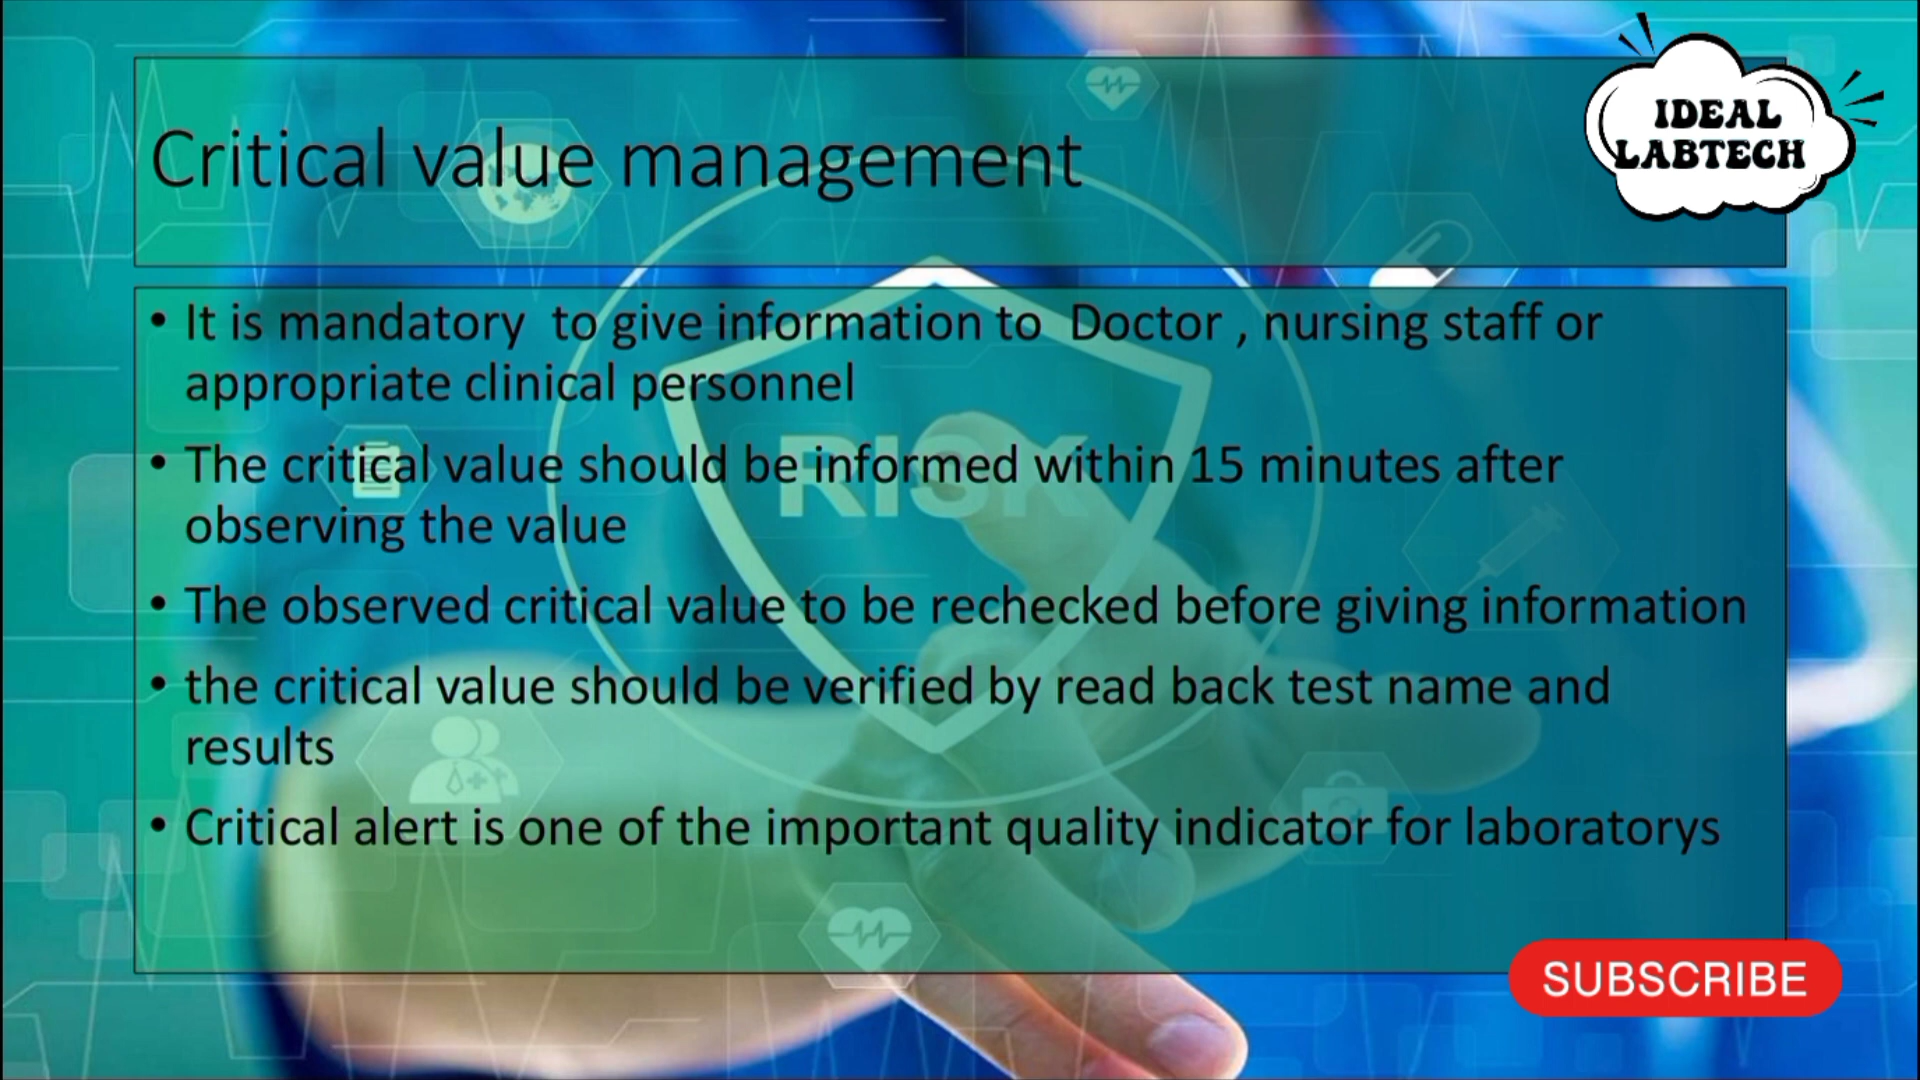 IDEAL
LABTECH
Critical value management
• It is mandatory  to give information to  Doctor , nursing staff or
appropriate clinical personnel
• The critical value should be informed within 15 minutes after
observing the value
RISK
• The observed critical value to be rechecked before giving information
• the critical value should be verified by read back test name and
results
• Critical alert is one of the important quality indicator for laboratorys
SUBSCRIBE